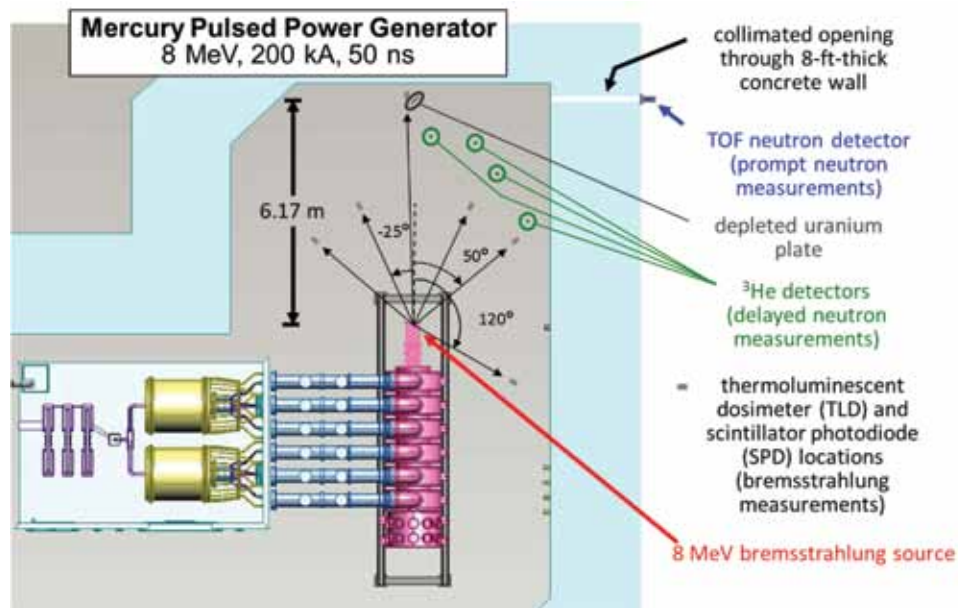 Mercury Pulsed Power Generator
8 MeV, 200 kA, 50 ns
collimated opening
through 8-ft-thick
concrete wall
TOF neutron detector
(prompt neutron
measurements)
depleted uranium
plate
³He detectors
(delayed neutron
measurements)
thermoluminescent
dosimeter (TLD) and
scintillator photodiode
(SPD) locations
(bremsstrahlung
measurements)
8 MeV bremsstrahlung source
6.17 m
-25°
50°
120°